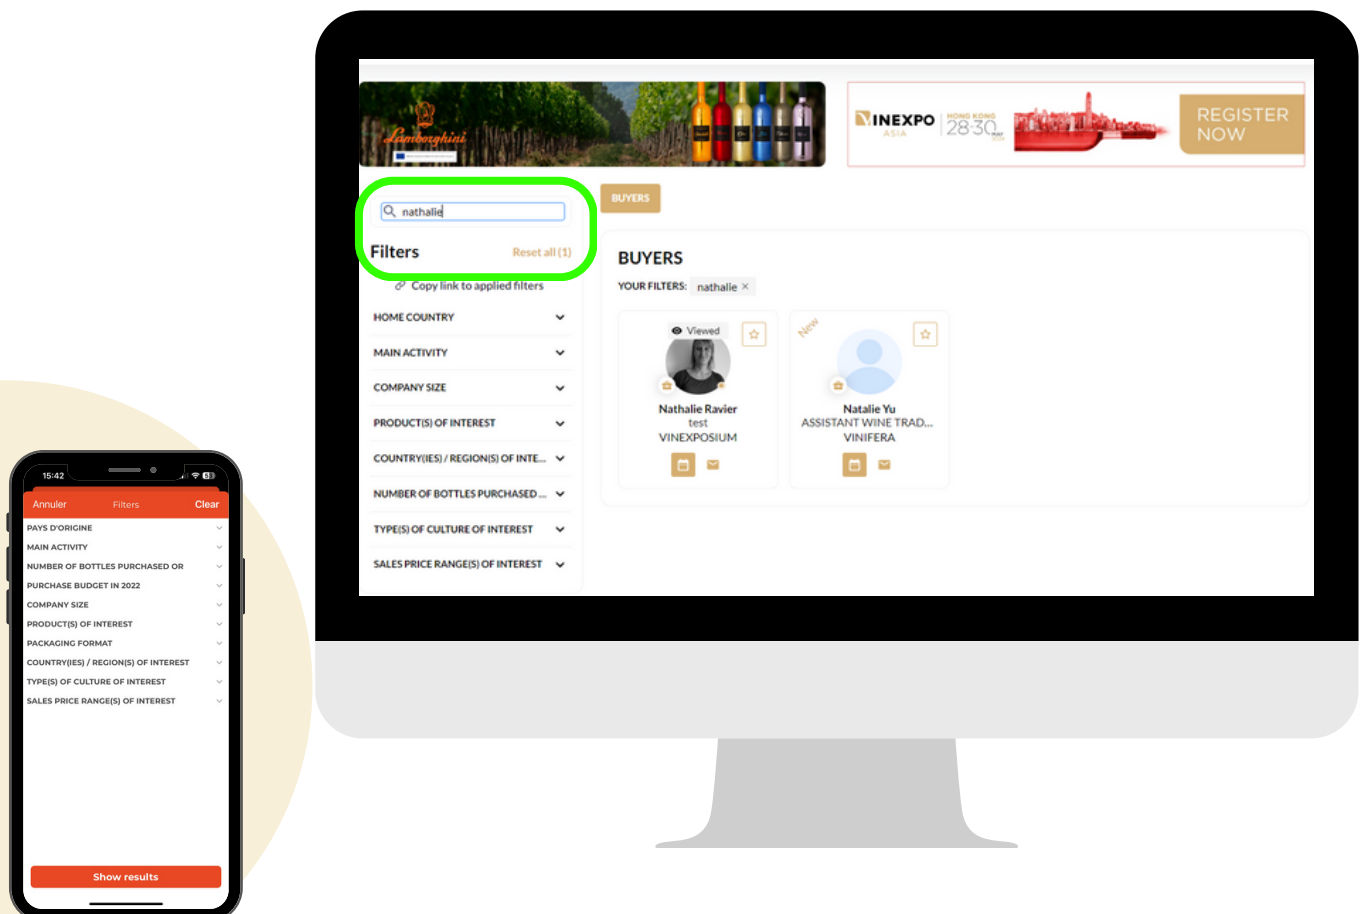 Lamborghini
VINEXPO
ASIA
HONG KONG
28-30 MAY
REGISTER
NOW
nathalie
Filters
Reset all (1)
Copy link to applied filters
HOME COUNTRY
MAIN ACTIVITY
COMPANY SIZE
PRODUCT(S) OF INTEREST
COUNTRY(IES) / REGION(S) OF INTE...
NUMBER OF BOTTLES PURCHASED ...
TYPE(S) OF CULTURE OF INTEREST
SALES PRICE RANGE(S) OF INTEREST
BUYERS
BUYERS
YOUR FILTERS: nathalie ×
Viewed
Nathalie Ravier
test
VINEXPOSIUM
New
Natalie Yu
ASSISTANT WINE TRAD...
VINIFERA
15:42
Annuler Filters Clear
PAYS D'ORIGINE
MAIN ACTIVITY
NUMBER OF BOTTLES PURCHASED OR
PURCHASE BUDGET IN 2022
COMPANY SIZE
PRODUCT(S) OF INTEREST
PACKAGING FORMAT
COUNTRY(IES) / REGION(S) OF INTEREST
TYPE(S) OF CULTURE OF INTEREST
SALES PRICE RANGE(S) OF INTEREST
Show results